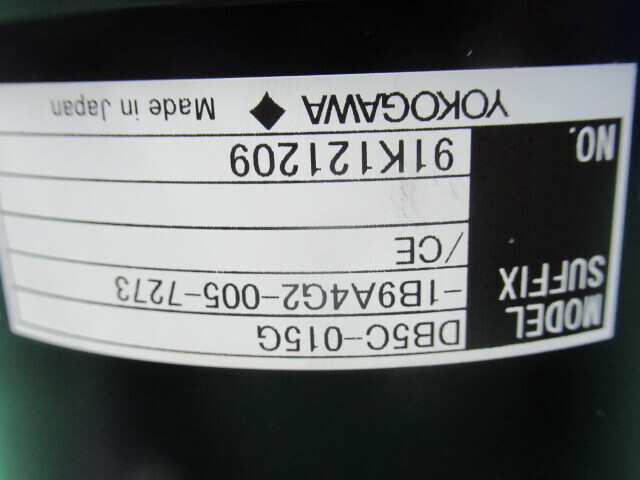 MODEL DB5C-015G
SUFFIX -1B9A4G2-005-7273
/CE
NO. 91K121209
YOKOGAWA ◆ Made in Japan